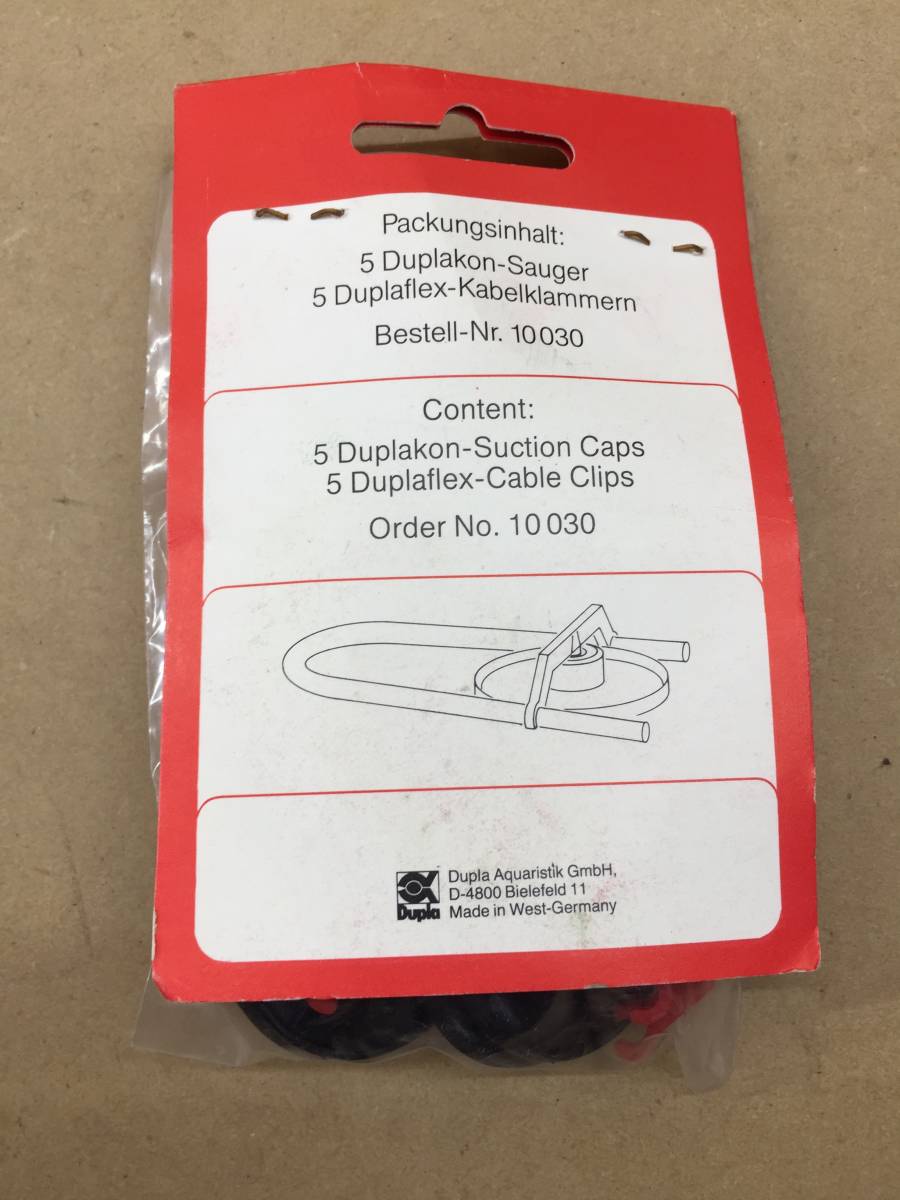 Packungsinhalt:
5 Duplakon-Sauger
5 Duplaflex-Kabelklammern
Bestell-Nr. 10 030
Content:
5 Duplakon-Suction Caps
5 Duplaflex-Cable Clips
Order No. 10 030
Dupla
Dupla Aquaristik GmbH,
D-4800 Bielefeld 11
Made in West-Germany